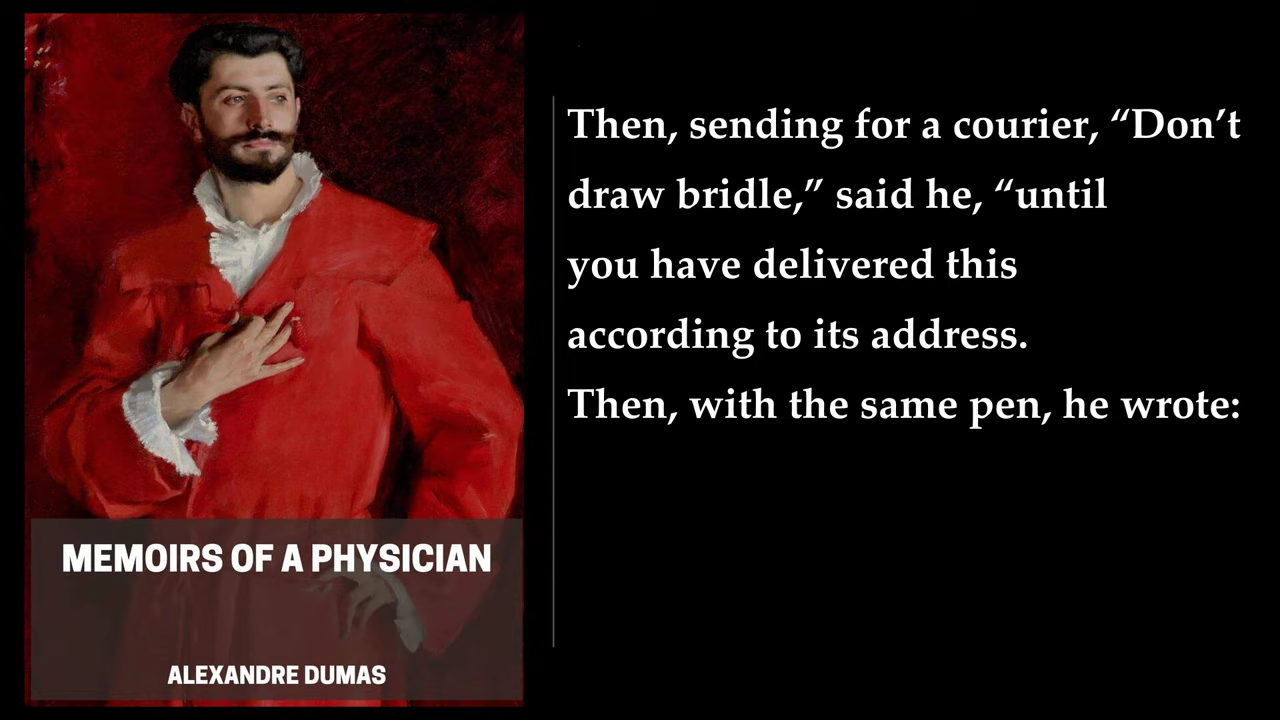 Then, sending for a courier, “Don’t
draw bridle,” said he, “until
you have delivered this
according to its address.
Then, with the same pen, he wrote:
MEMOIRS OF A PHYSICIAN
ALEXANDRE DUMAS